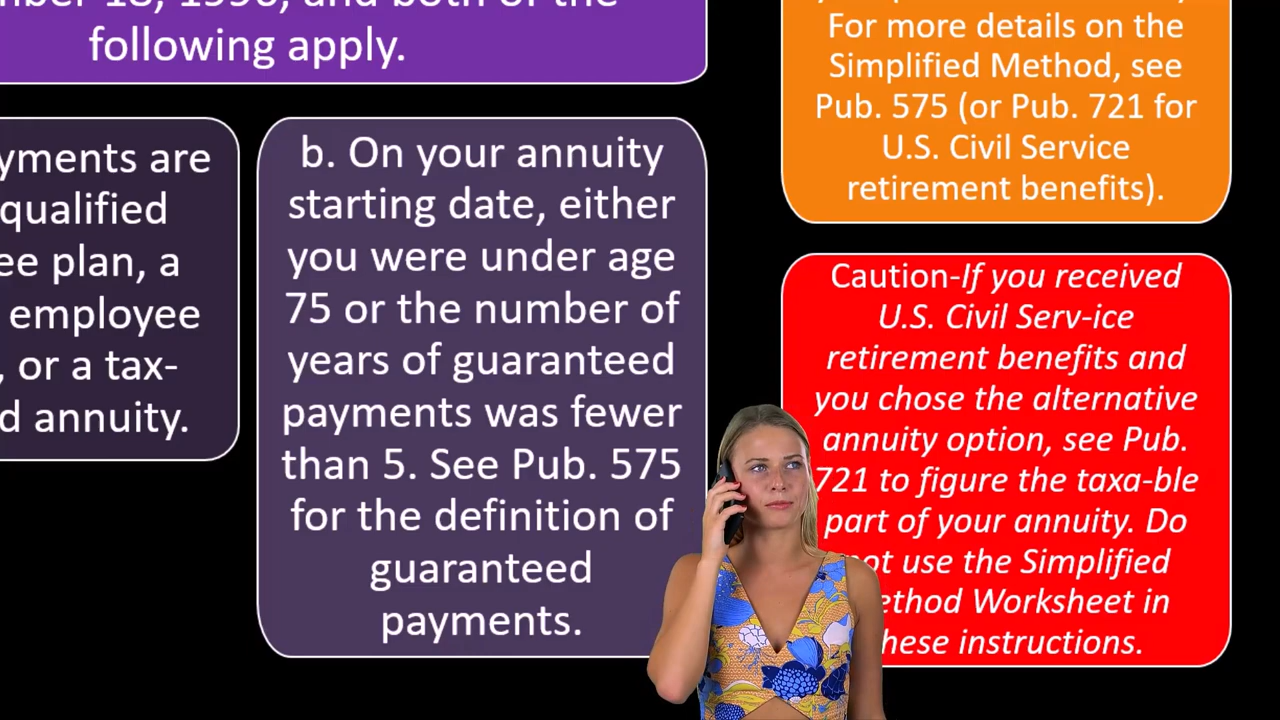 18, 1996, and both of the
following apply.
are
qualified
plan, a
employee
or a tax-
annuity.
b. On your annuity
starting date, either
you were under age
75 or the number of
years of guaranteed
payments was fewer
than 5. See Pub. 575
for the definition of
guaranteed
payments.
For more details on the
Simplified Method, see
Pub. 575 (or Pub. 721 for
U.S. Civil Service
retirement benefits).
Caution-If you received
U.S. Civil Serv-ice
retirement benefits and
you chose the alternative
annuity option, see Pub.
721 to figure the taxa-ble
part of your annuity. Do
not use the Simplified
Method Worksheet in
these instructions.